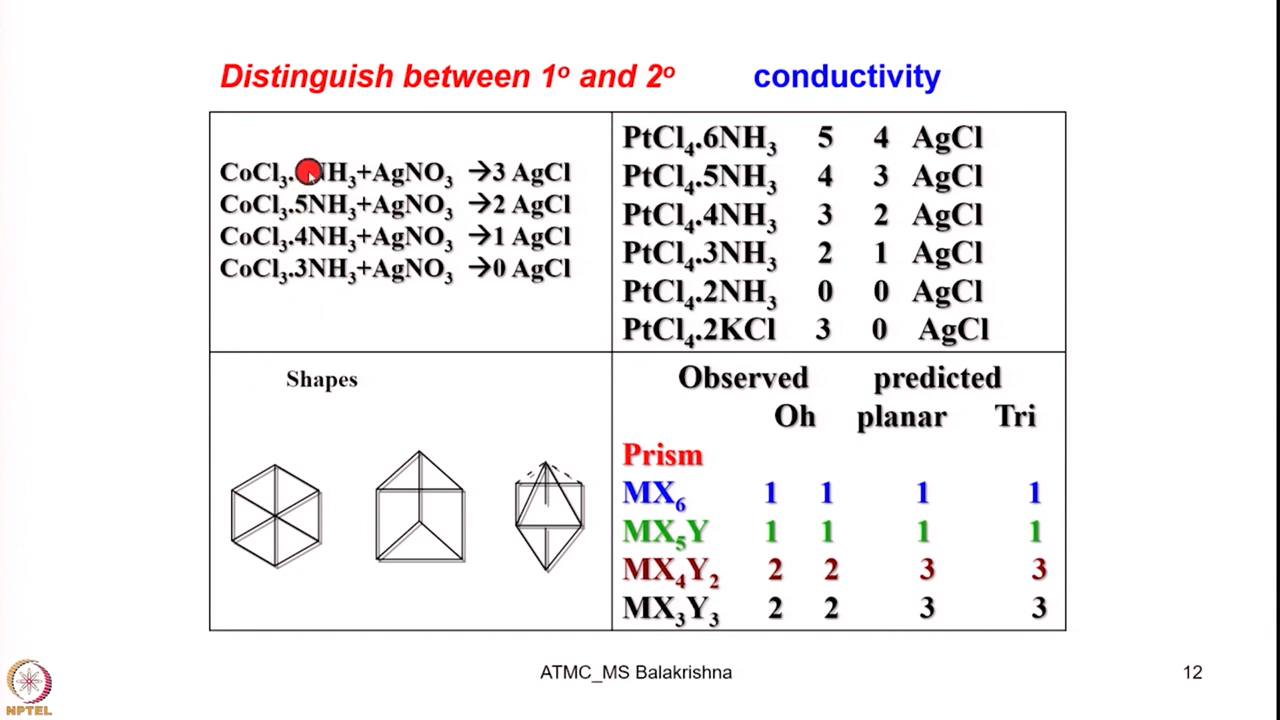 Distinguish between 1º and 2º conductivity
CoCl₃. NH₃+AgNO₃ →3 AgCl
CoCl₃.5NH₃+AgNO₃ →2 AgCl
CoCl₃.4NH₃+AgNO₃ →1 AgCl
CoCl₃.3NH₃+AgNO₃ →0 AgCl
PtCl₄.6NH₃ 5 4 AgCl
PtCl₄.5NH₃ 4 3 AgCl
PtCl₄.4NH₃ 3 2 AgCl
PtCl₄.3NH₃ 2 1 AgCl
PtCl₄.2NH₃ 0 0 AgCl
PtCl₄.2KCl 3 0 AgCl
Shapes
Observed predicted
Oh planar Tri
Prism
MX₆ 1 1 1 1
MX₅Y 1 1 1 1
MX₄Y₂ 2 2 3 3
MX₃Y₃ 2 2 3 3
NPTEL
ATMC_MS Balakrishna
12